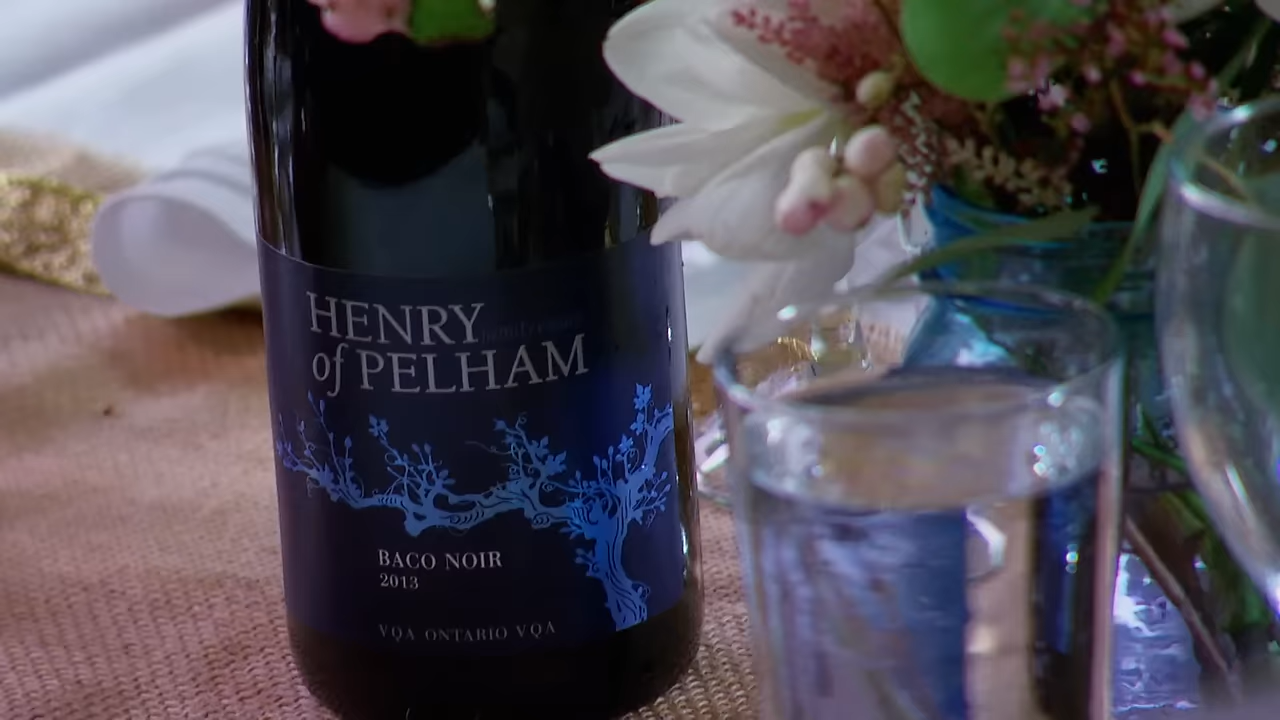 HENRY
of PELHAM
BACO NOIR
2013
VQA ONTARIO VQA